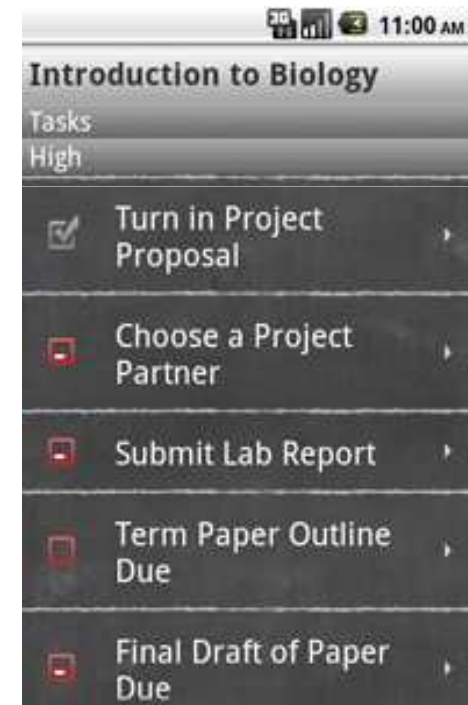 3G 11:00 AM
Introduction to Biology
Tasks
High
Turn in Project
Proposal
Choose a Project
Partner
Submit Lab Report
Term Paper Outline
Due
Final Draft of Paper
Due